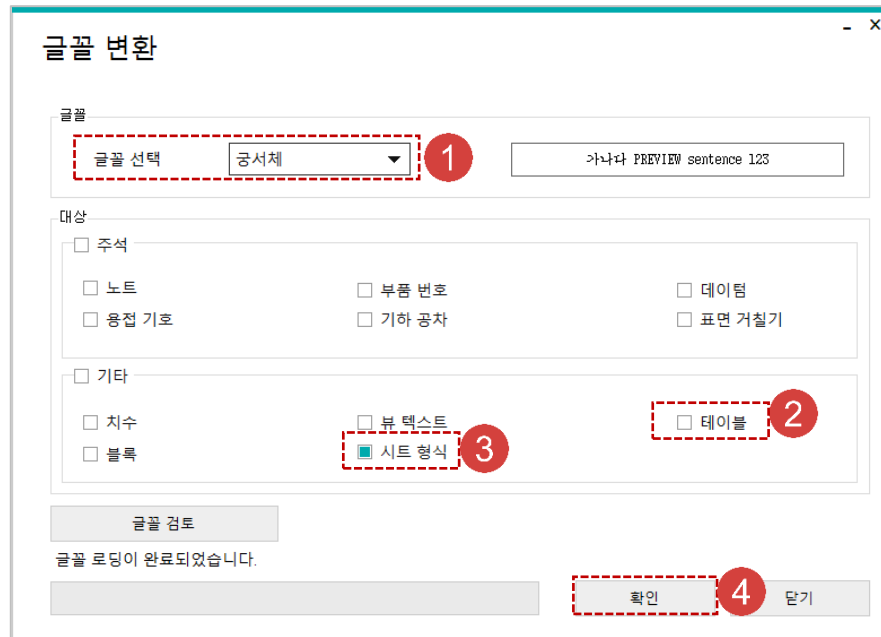 글꼴 변환
글꼴
글꼴 선택 궁서체 1 가나다 PREVIEW sentence 123
대상
주석
노트 부품 번호 데이텀
용접 기호 기하 공차 표면 거칠기
기타
치수 뷰 텍스트 테이블 2
블록 시트 형식 3
글꼴 검토
글꼴 로딩이 완료되었습니다.
확인 4 닫기